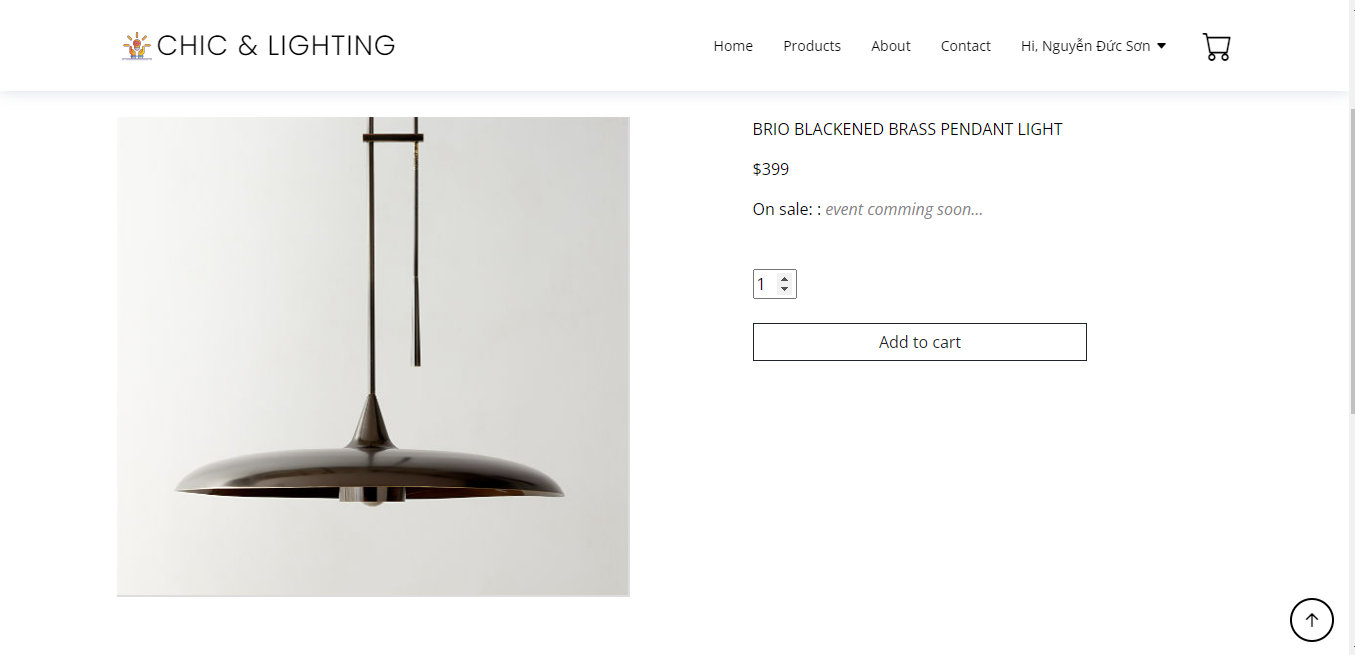 CHIC & LIGHTING
Home Products About Contact Hi, Nguyễn Đức Sơn
BRIO BLACKENED BRASS PENDANT LIGHT
$399
On sale: : event comming soon...
1
Add to cart